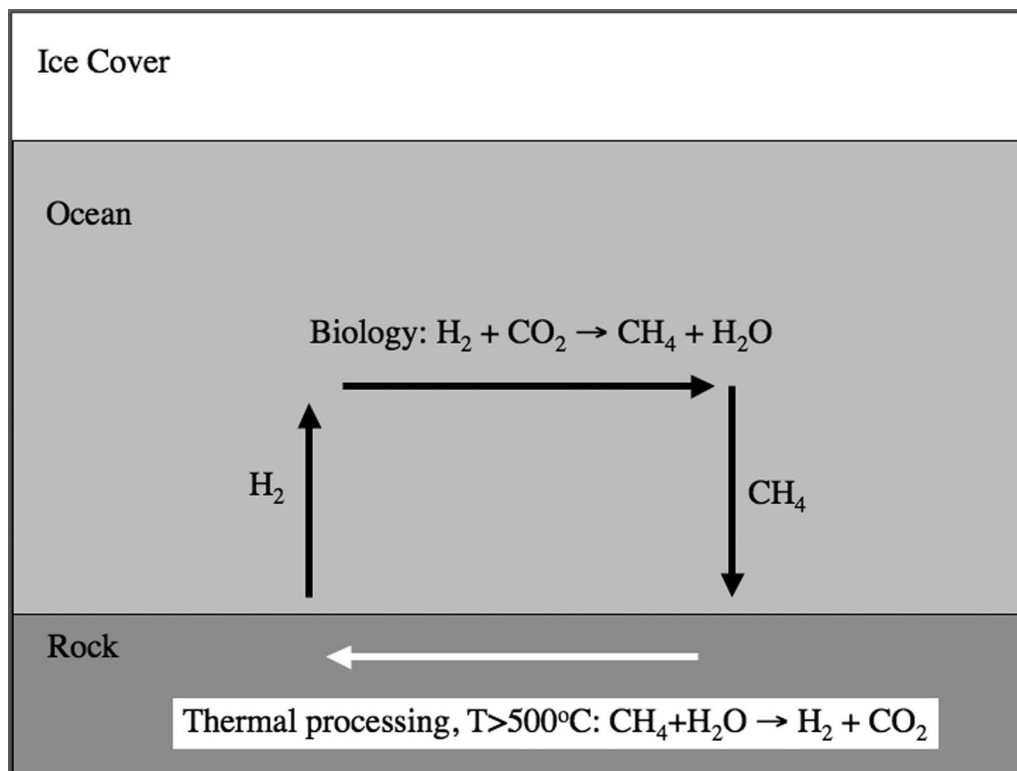 Ice Cover
Ocean
Biology: H₂ + CO₂ → CH₄ + H₂O
H₂
CH₄
Rock
Thermal processing, T>500°C: CH₄+H₂O → H₂ + CO₂